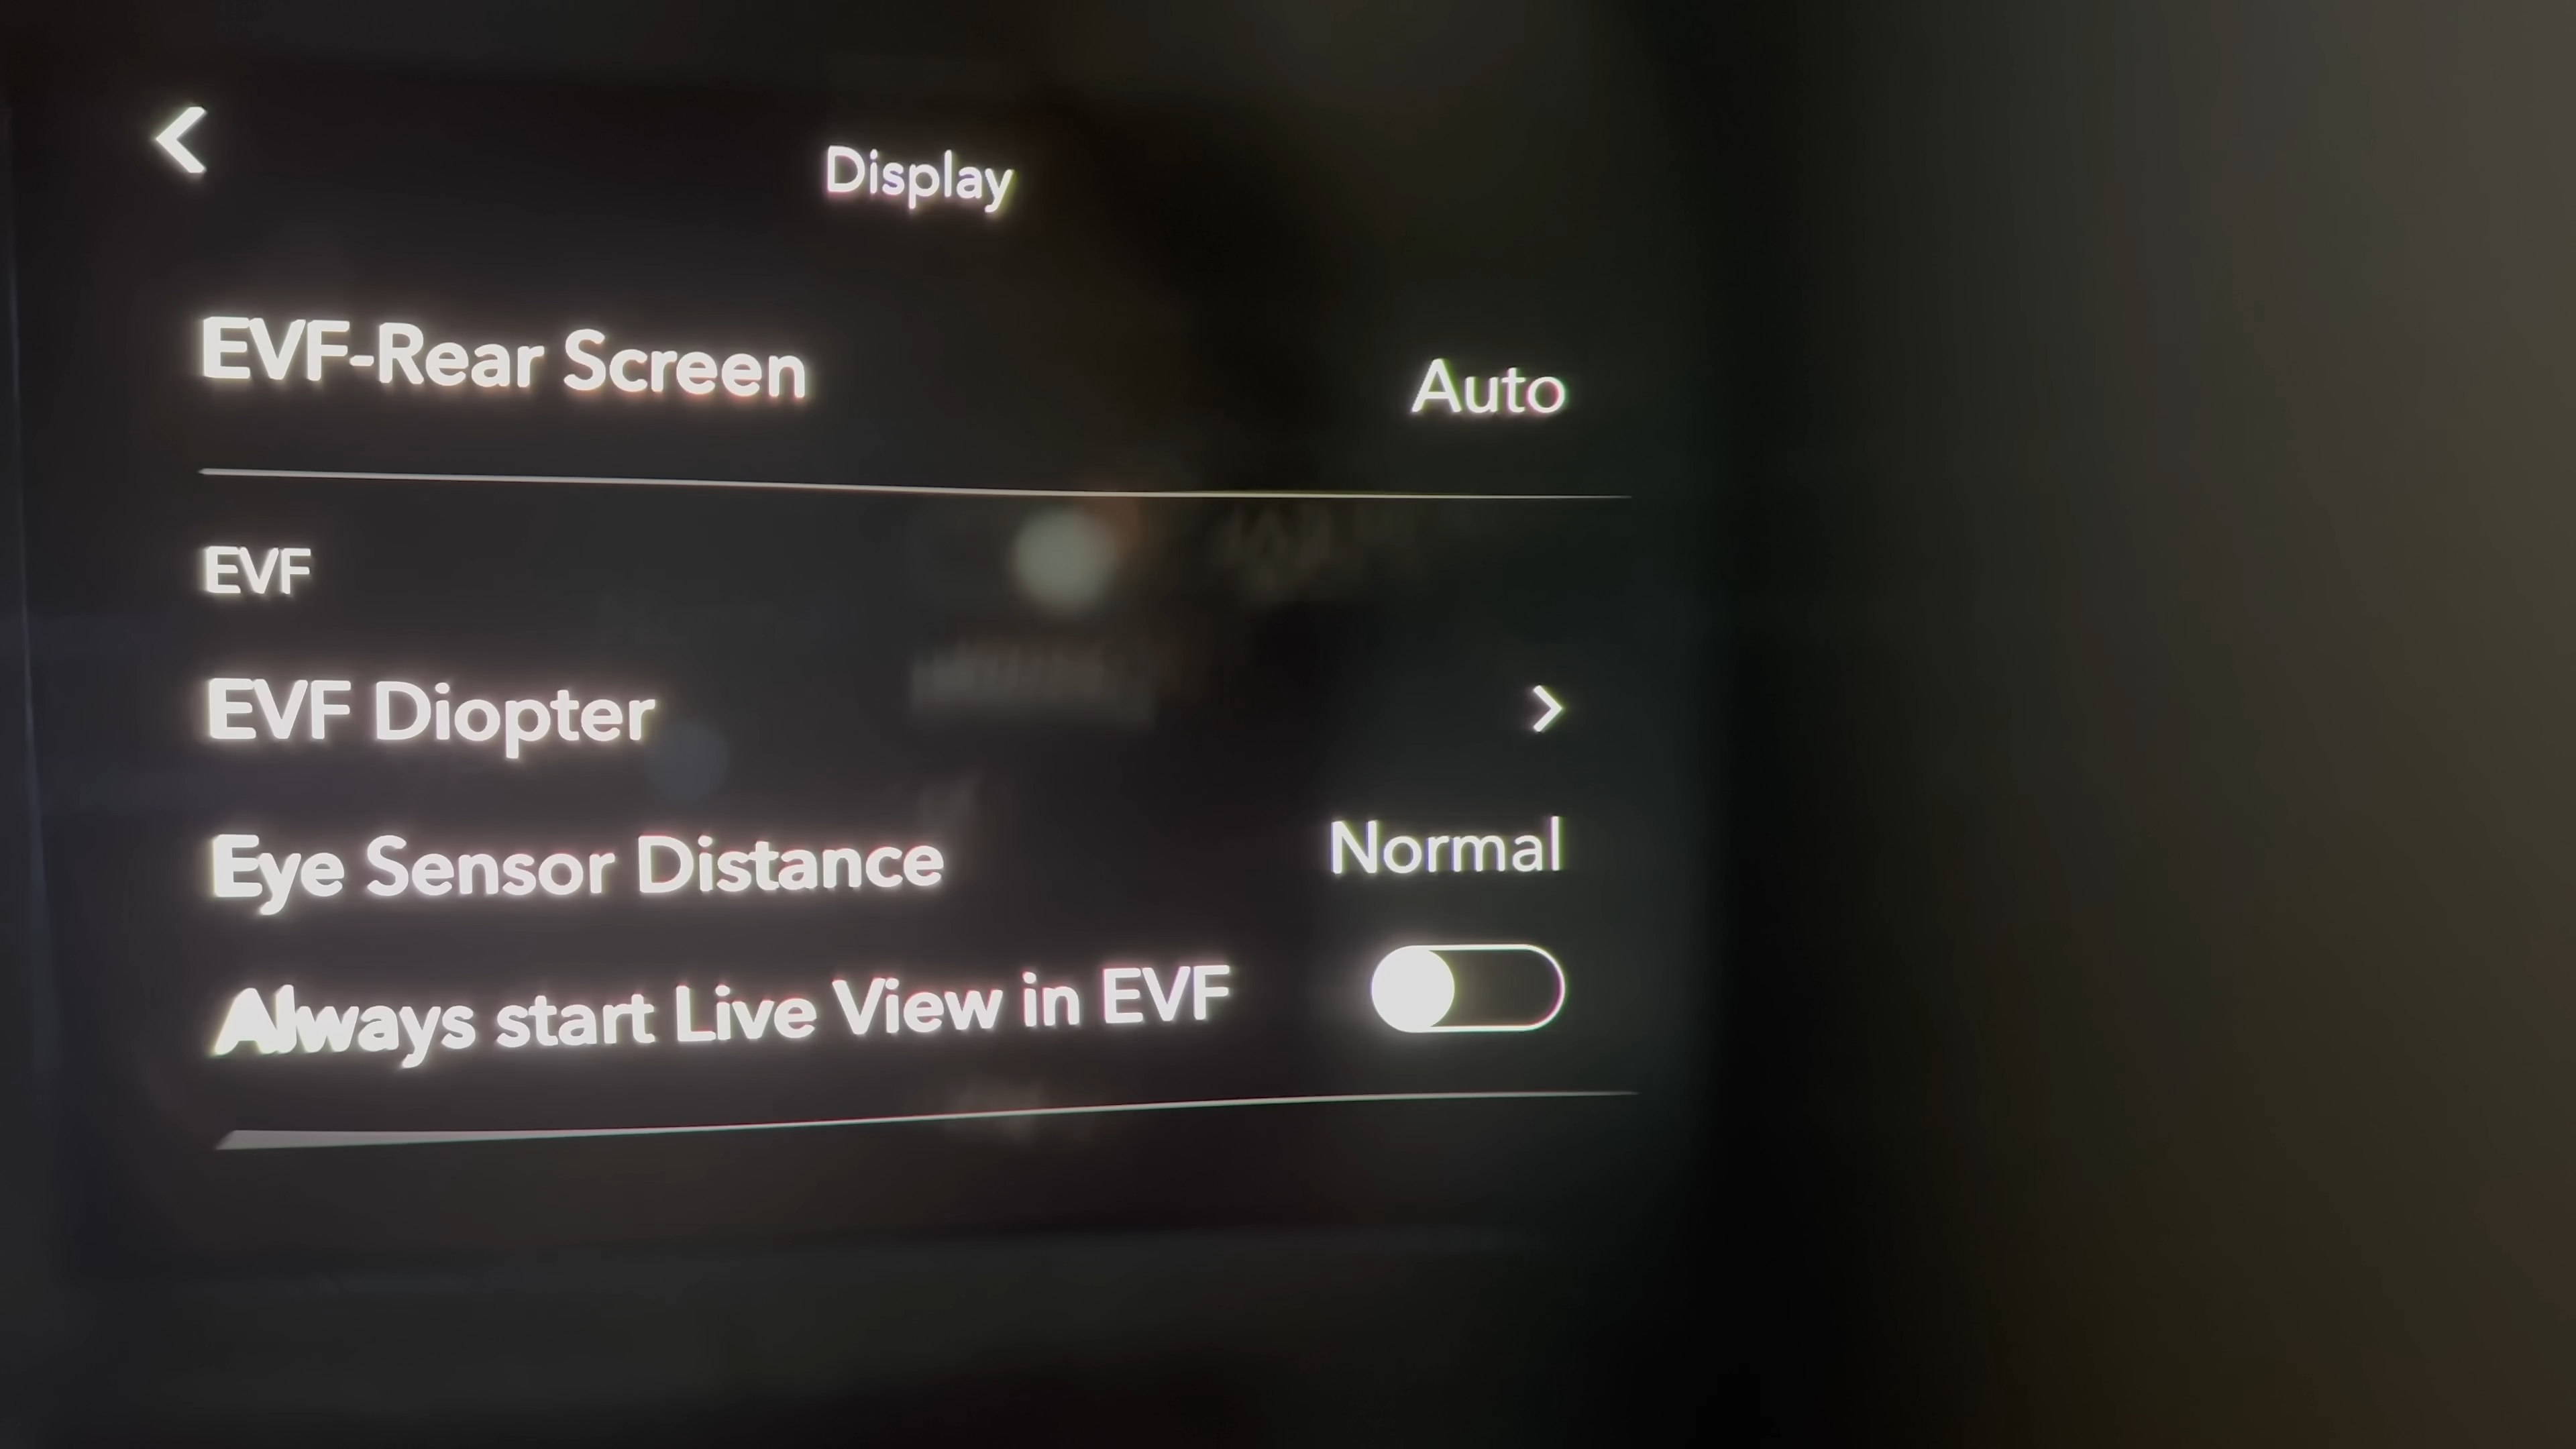 Display
EVF-Rear Screen Auto
EVF
EVF Diopter
Eye Sensor Distance Normal
Always start Live View in EVF